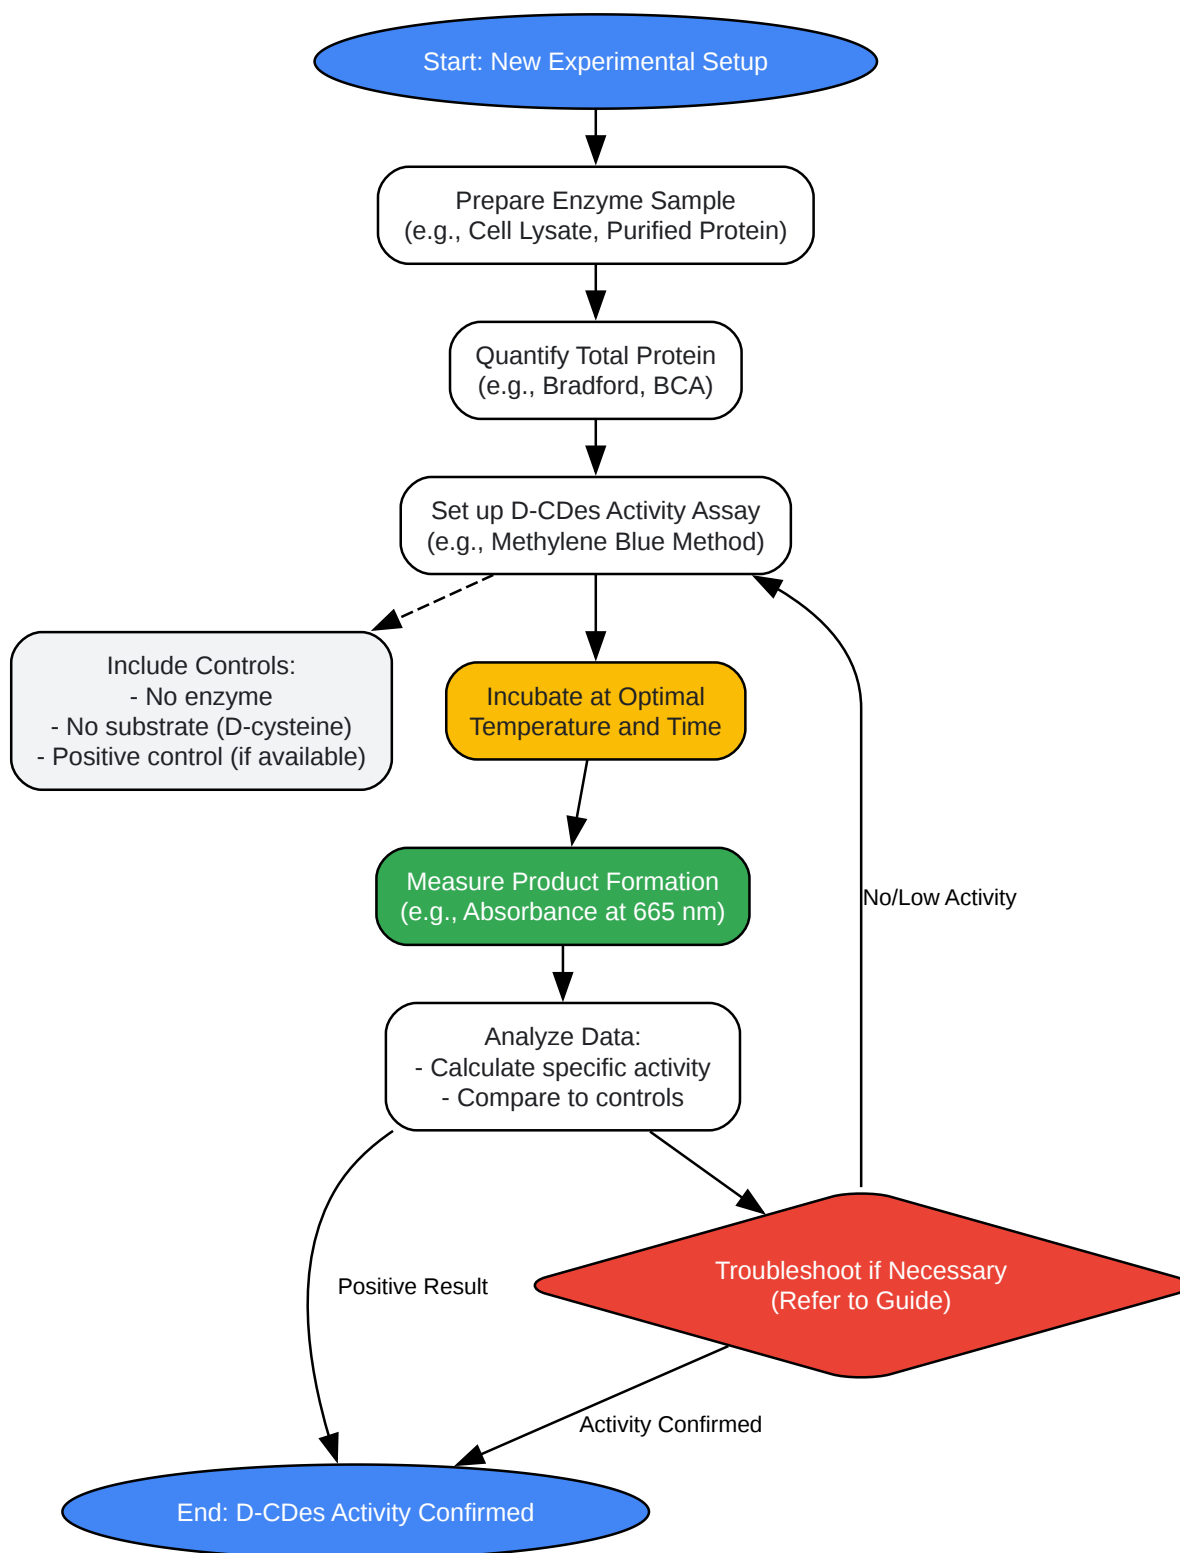 Start: New Experimental Setup
Prepare Enzyme Sample
(e.g., Cell Lysate, Purified Protein)
Quantify Total Protein
(e.g., Bradford, BCA)
Set up D-CDes Activity Assay
(e.g., Methylene Blue Method)
Include Controls:
- No enzyme
- No substrate (D-cysteine)
- Positive control (if available)
Incubate at Optimal
Temperature and Time
Measure Product Formation
(e.g., Absorbance at 665 nm)
No/Low Activity
Analyze Data:
- Calculate specific activity
- Compare to controls
Positive Result
Troubleshoot if Necessary
(Refer to Guide)
Activity Confirmed
End: D-CDes Activity Confirmed